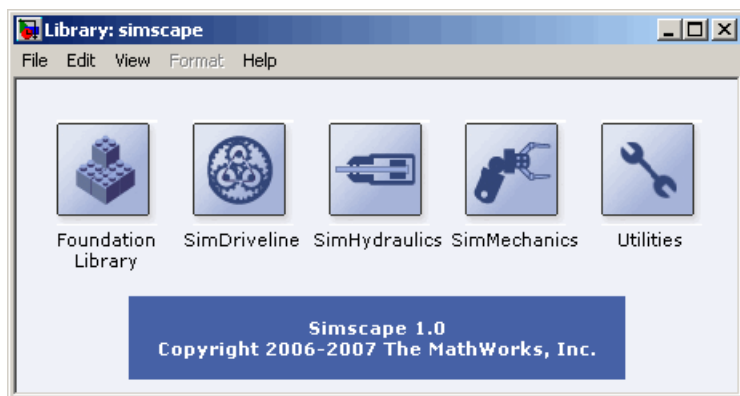 Library: simscape
File Edit View Format Help
Foundation Library
SimDriveline
SimHydraulics
SimMechanics
Utilities
Simscape 1.0
Copyright 2006-2007 The MathWorks, Inc.